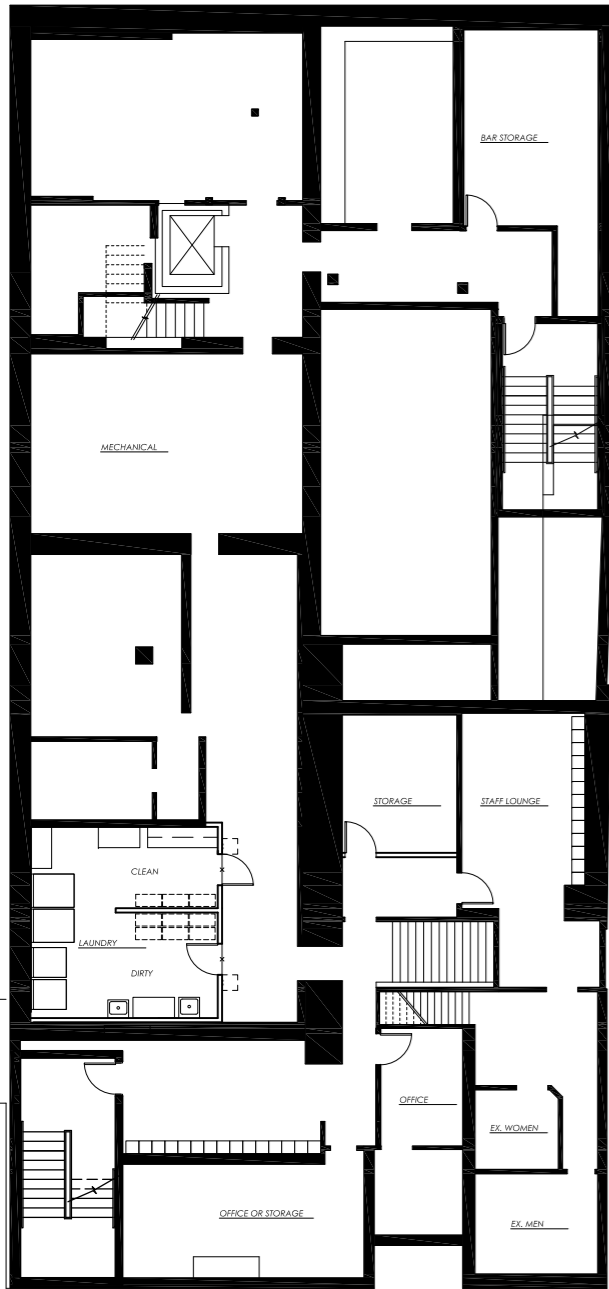 BAR STORAGE
MECHANICAL
STORAGE
STAFF LOUNGE
CLEAN
LAUNDRY
DIRTY
OFFICE
EX. WOMEN
OFFICE OR STORAGE
EX. MEN